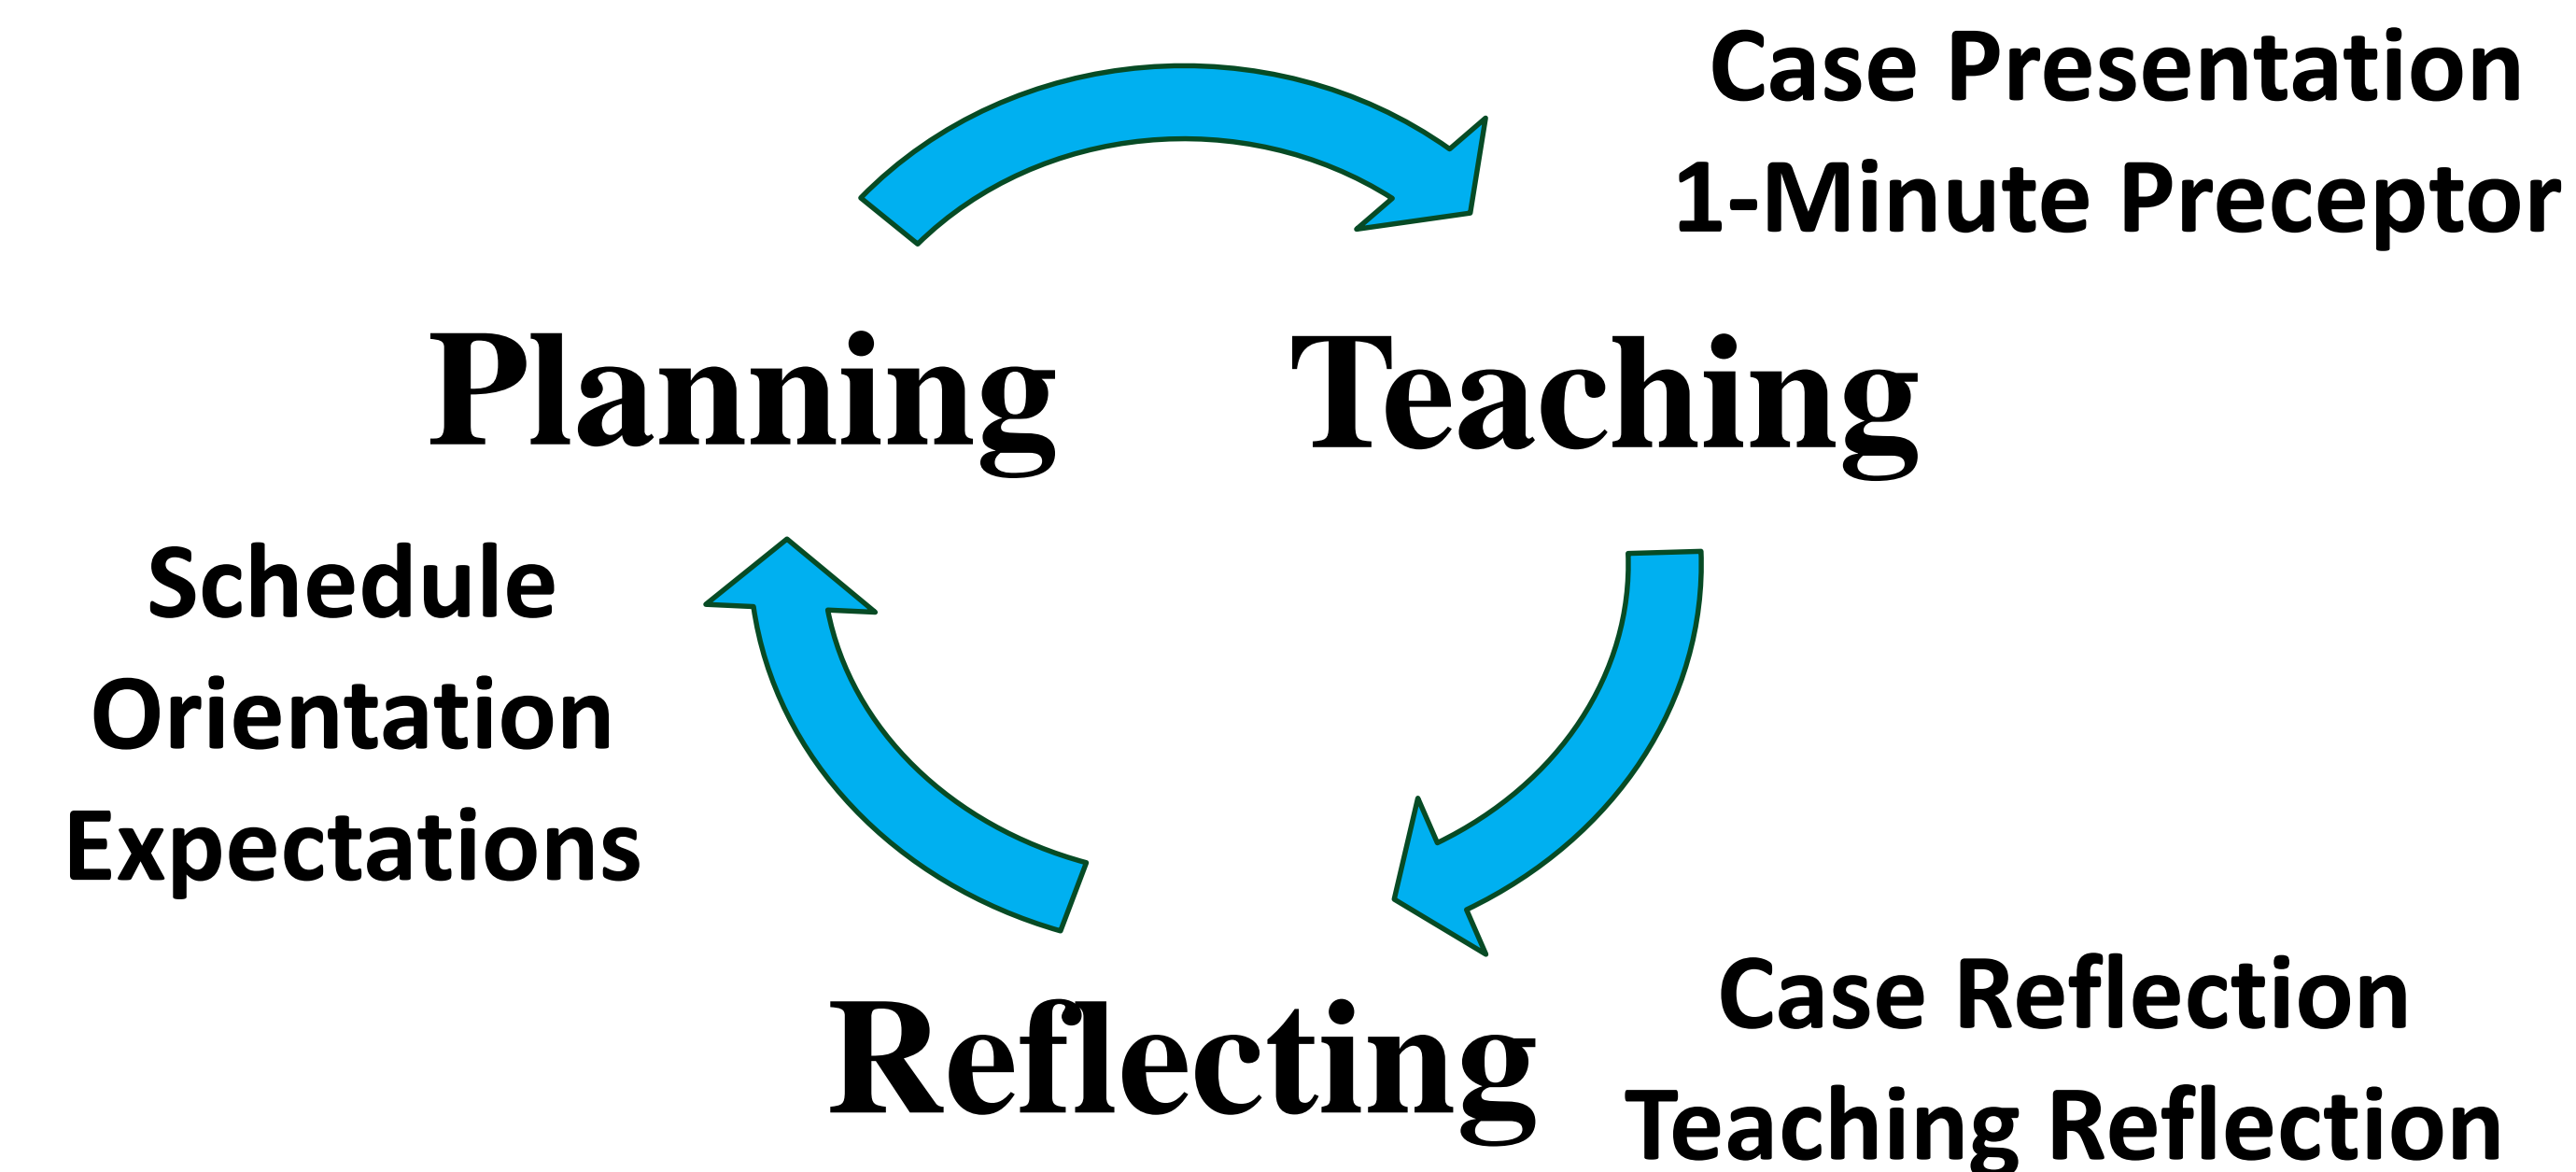 Case Presentation
1-Minute Preceptor
Planning
Teaching
Schedule
Orientation
Expectations
Reflecting
Case Reflection
Teaching Reflection